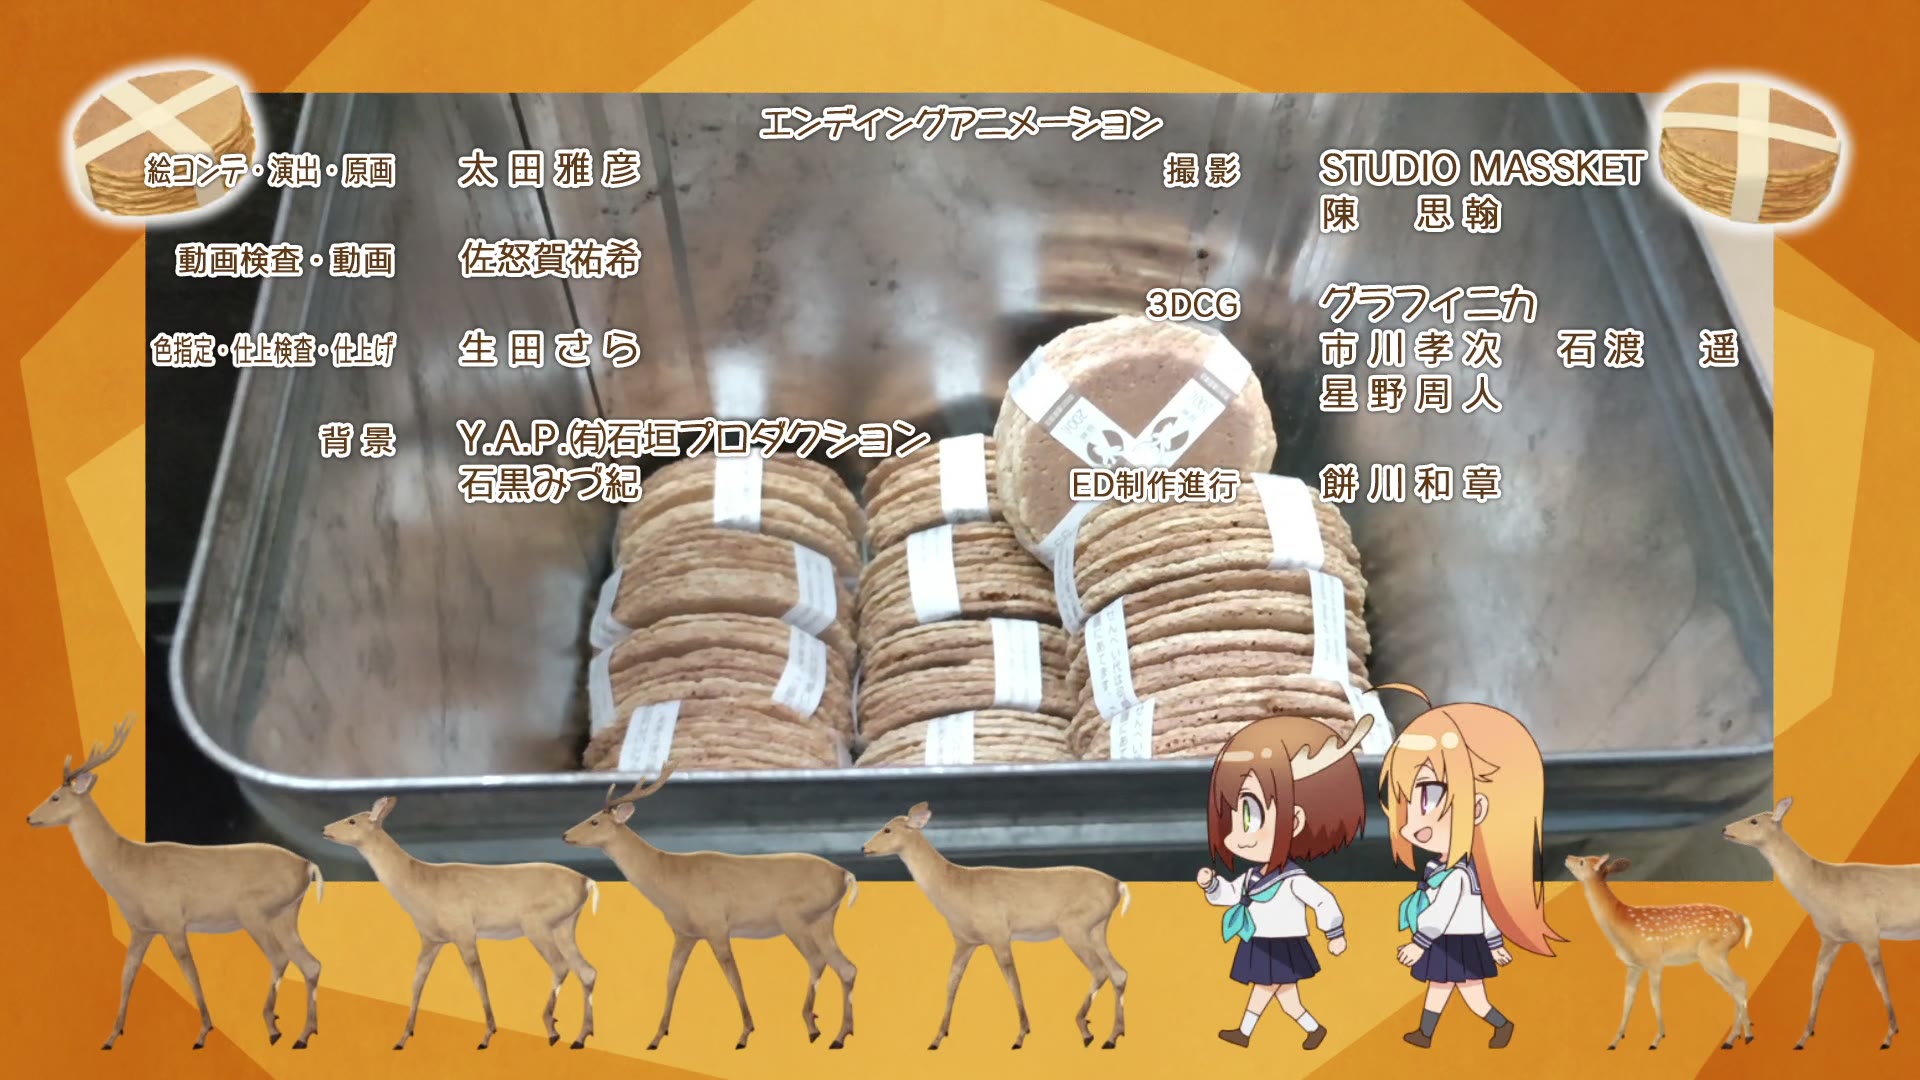 エンディングアニメーション
絵コンテ・演出・原画 太田雅彦
動画検査・動画 佐怒賀祐希
色指定・仕上検査・仕上げ 生田さら
背景 Y.A.P.㈲石垣プロダクション
石黒みづ紀
撮影 STUDIO MASSKET
陳 思翰
3DCG グラフィニカ
市川孝次 石渡 遥
星野周人
ED制作進行 餅川和章